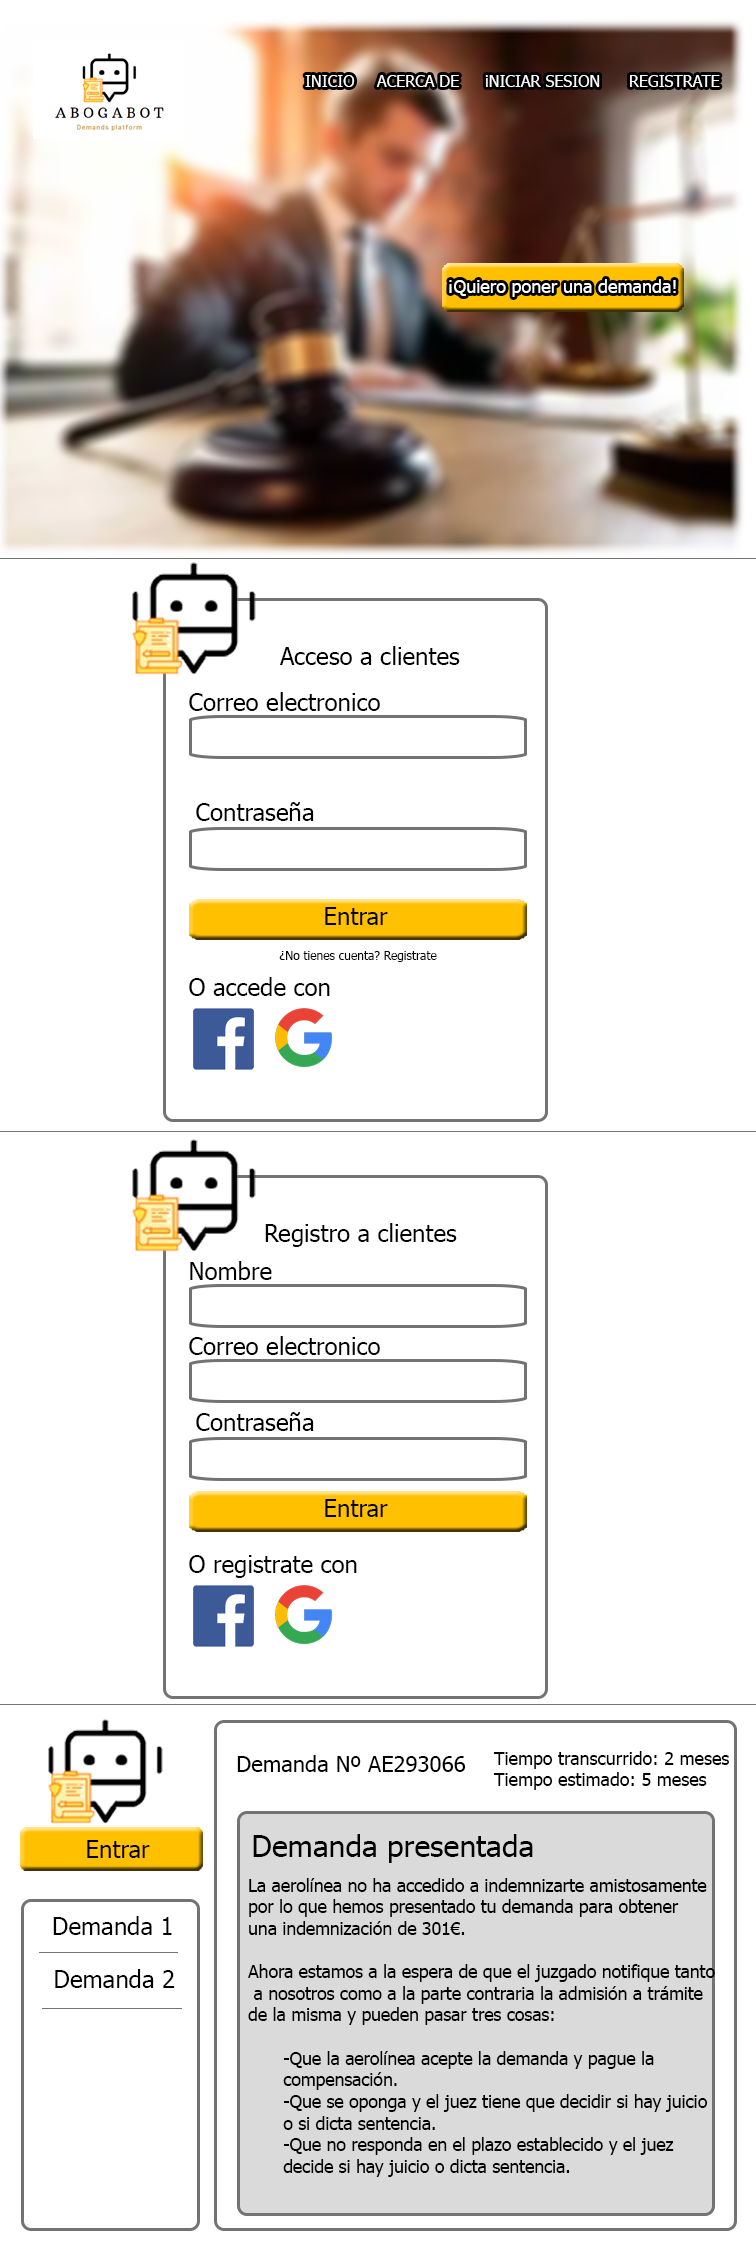 ABOGABOT
Demanda platform
INICIO ACERCA DE iNICIAR SESION REGISTRATE
¡Quiero poner una demanda!
Acceso a clientes
Correo electronico
Contraseña
Entrar
¿No tienes cuenta? Registrate
O accede con
Registro a clientes
Nombre
Correo electronico
Contraseña
Entrar
O registrate con
Entrar
Demanda 1
Demanda 2
Demanda Nº AE293066
Tiempo transcurrido: 2 meses
Tiempo estimado: 5 meses
Demanda presentada
La aerolínea no ha accedido a indemnizarte amistosamente
por lo que hemos presentado tu demanda para obtener
una indemnización de 301€.
Ahora estamos a la espera de que el juzgado notifique tanto
a nosotros como a la parte contraria la admisión a trámite
de la misma y pueden pasar tres cosas:
-Que la aerolínea acepte la demanda y pague la
compensación.
-Que se oponga y el juez tiene que decidir si hay juicio
o si dicta sentencia.
-Que no responda en el plazo establecido y el juez
decide si hay juicio o dicta sentencia.